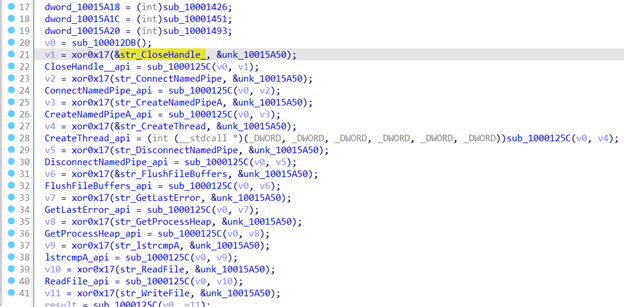 17 dword_10015A18 = (int)sub_10001426;
18 dword_10015A1C = (int)sub_10001451;
19 dword_10015A20 = (int)sub_10001493;
20 v0 = sub_100012DB();
21 v1 = xor0x17(&str_CloseHandle_, &unk_10015A50);
22 CloseHandle__api = sub_1000125C(v0, v1);
23 v2 = xor0x17(str_ConnectNamedPipe, &unk_10015A50);
24 ConnectNamedPipe_api = sub_1000125C(v0, v2);
25 v3 = xor0x17(str_CreateNamedPipeA, &unk_10015A50);
26 CreateNamedPipeA_api = sub_1000125C(v0, v3);
27 v4 = xor0x17(&str_CreateThread, &unk_10015A50);
28 CreateThread_api = (int (__stdcall *)(_DWORD, _DWORD, _DWORD, _DWORD, _DWORD, _DWORD))sub_1000125C(v0, v4);
29 v5 = xor0x17(str_DisconnectNamedPipe, &unk_10015A50);
30 DisconnectNamedPipe_api = sub_1000125C(v0, v5);
31 v6 = xor0x17(&str_FlushFileBuffers, &unk_10015A50);
32 FlushFileBuffers_api = sub_1000125C(v0, v6);
33 v7 = xor0x17(str_GetLastError, &unk_10015A50);
34 GetLastError_api = sub_1000125C(v0, v7);
35 v8 = xor0x17(str_GetProcessHeap, &unk_10015A50);
36 GetProcessHeap_api = sub_1000125C(v0, v8);
37 v9 = xor0x17(str_lstrcmpA, &unk_10015A50);
38 lstrcmpA_api = sub_1000125C(v0, v9);
39 v10 = xor0x17(str_ReadFile, &unk_10015A50);
40 ReadFile_api = sub_1000125C(v0, v10);
41 v11 = xor0x17(str_WriteFile, &unk_10015A50);
result = sub_1000125C(v0, v11);